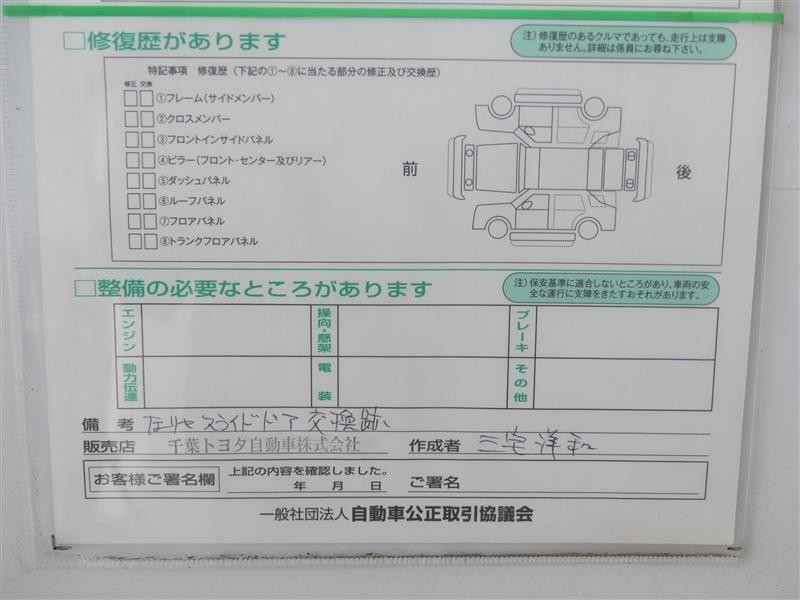 □修復歴があります
注）修復歴のあるクルマであっても、走行上は支障
ありません。詳細は係員にお尋ね下さい。
特記事項 修復歴（下記の①～⑧に当たる部分の修正及び交換歴）
修正 交換
①フレーム（サイドメンバー）
②クロスメンバー
③フロントインサイドパネル
④ピラー（フロント・センター及びリアー）
⑤ダッシュパネル
⑥ルーフパネル
⑦フロアパネル
⑧トランクフロアパネル
前
後
□整備の必要なところがあります
注）保安基準に適合しないところがあり、車両の安
全な運行に支障をきたすおそれがあります。
エンジン
操向・懸架
ブレーキ
動力伝達
電装
その他
備考 左リヤスライドドア交換跡、
販売店 千葉トヨタ自動車株式会社 作成者 三宅洋和
お客様ご署名欄
上記の内容を確認しました。
年 月 日
ご署名
一般社団法人 自動車公正取引協議会